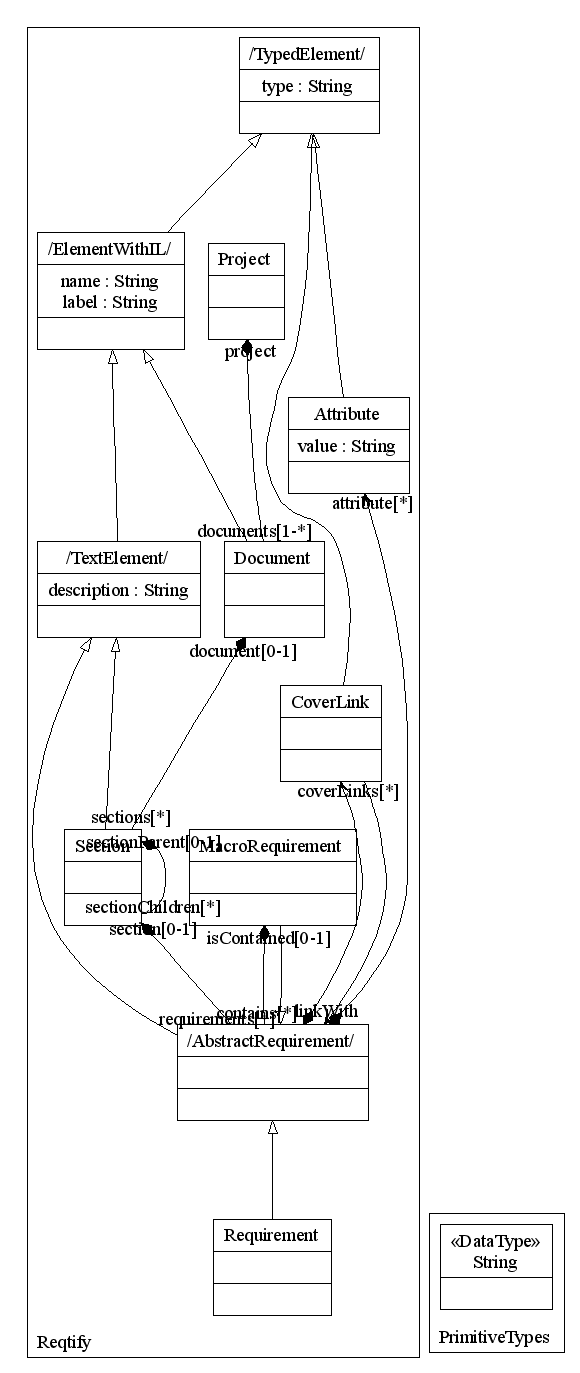 /TypedElement/
type : String
/ElementWithIL/
name : String
label : String
Project
project
Attribute
value : String
attribute[*]
documents[1-*]
/TextElement/
description : String
Document
document[0-1]
CoverLink
coverLinks[*]
sections[*]
sectionParent[0-1]
Section
MacroRequirement
sectionChildren[*]
section[0-1]
isContained[0-1]
contains[*]
linkWith
requirements[*]
/AbstractRequirement/
Requirement
«DataType»
String
PrimitiveTypes
Reqtify